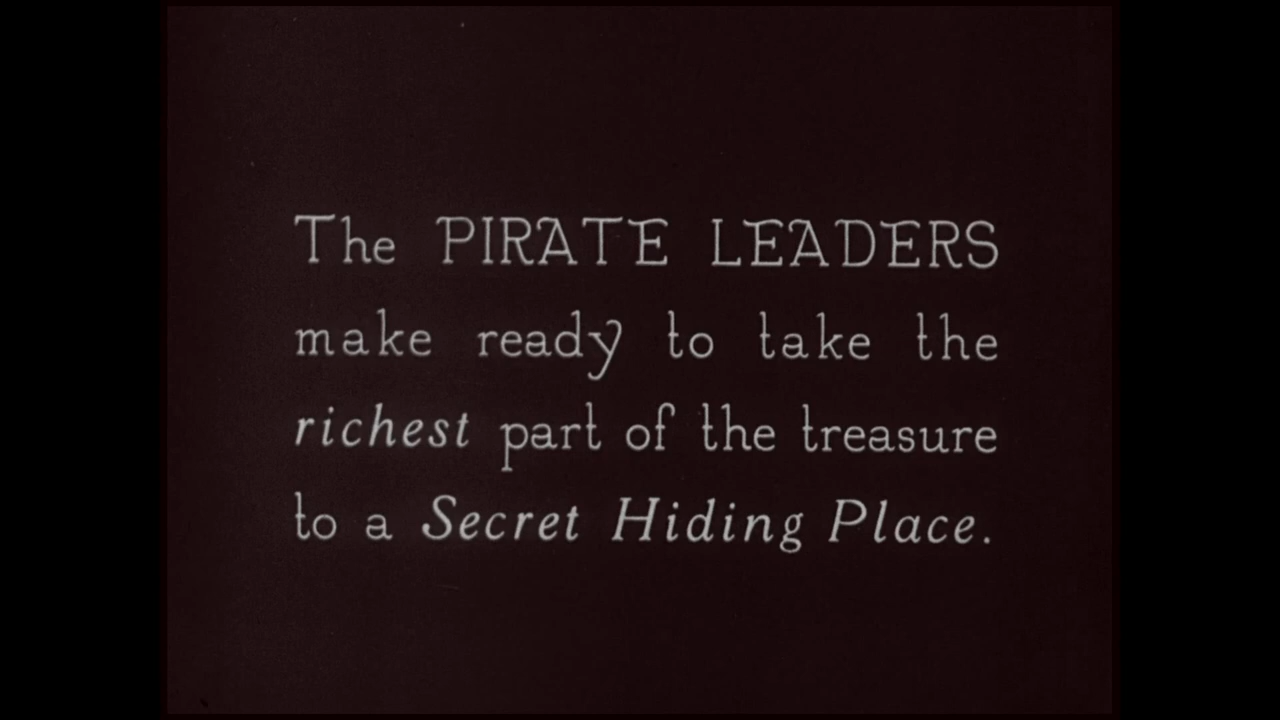 The PIRATE LEADERS
make ready to take the
richest part of the treasure
to a Secret Hiding Place.